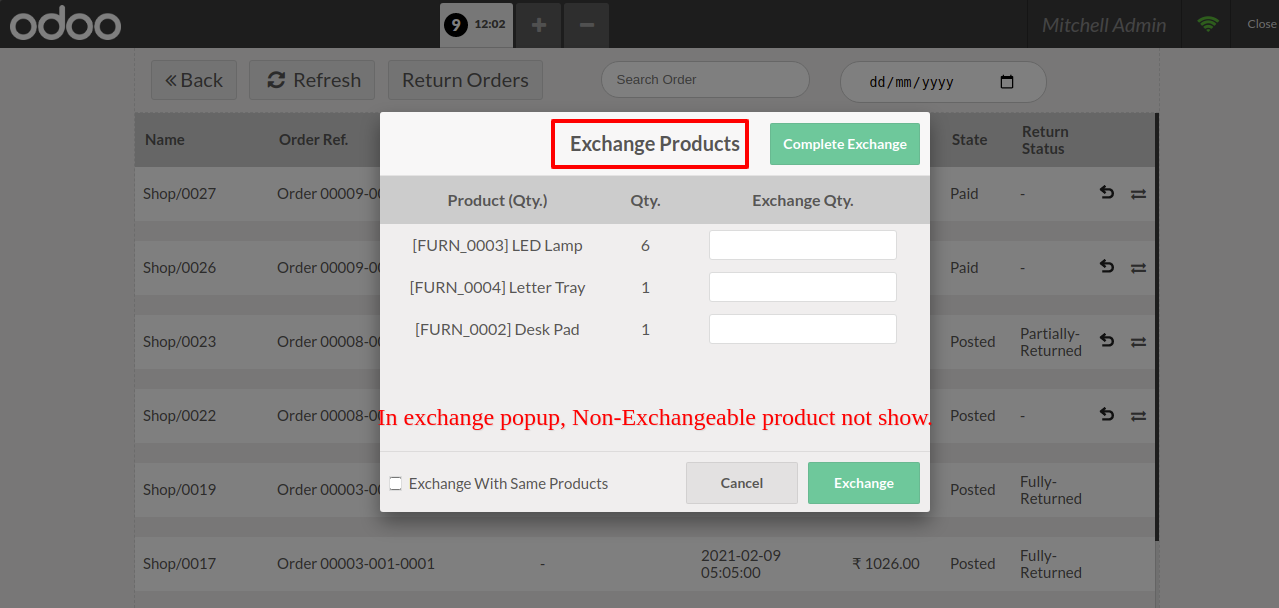 odoo 9 12:02 + − Mitchell Admin Close
« Back Refresh Return Orders Search Order dd/mm/yyyy
Exchange Products Complete Exchange
Name Order Ref. State Return Status
Product (Qty.) Qty. Exchange Qty.
Shop/0027 Order 00009-00 Paid -
[FURN_0003] LED Lamp 6
Shop/0026 Order 00009-00 Paid -
[FURN_0004] Letter Tray 1
[FURN_0002] Desk Pad 1
Shop/0023 Order 00008-0 Posted Partially-Returned
Shop/0022 Order 00008-0 Posted -
In exchange popup, Non-Exchangeable product not show.
Shop/0019 Order 00003-0 Posted Fully-Returned
Exchange With Same Products Cancel Exchange
Shop/0017 Order 00003-001-0001 - 2021-02-09 05:05:00 ₹ 1026.00 Posted Fully-Returned